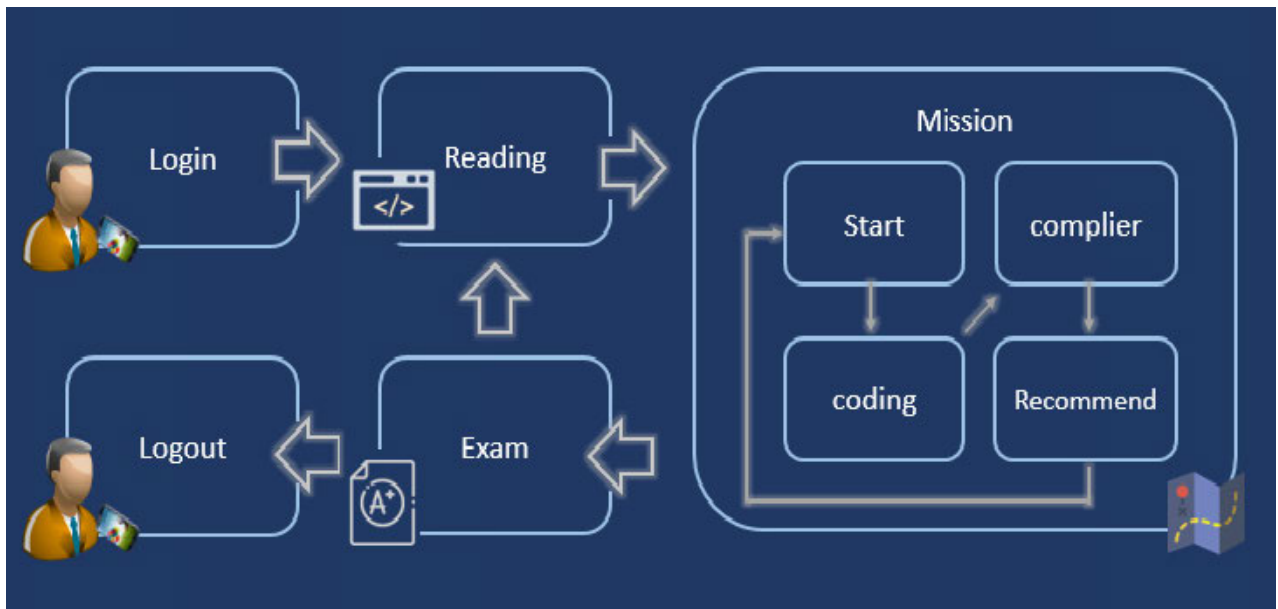 Login
Reading
</>
Mission
Start
complier
coding
Recommend
Logout
Exam
A+